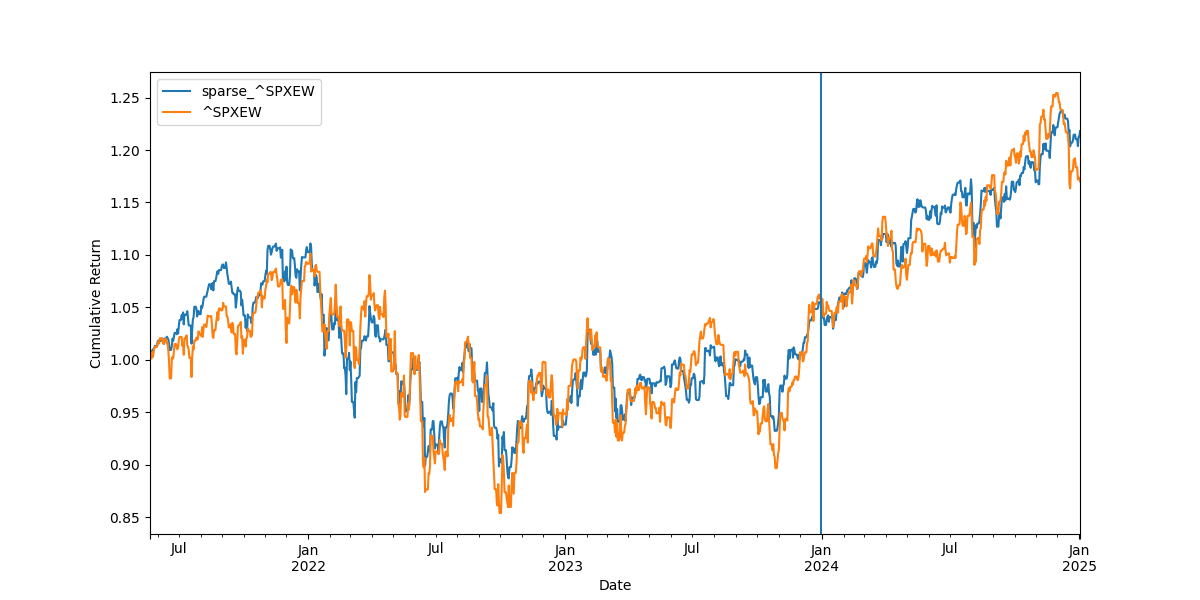 sparse_^SPXEW
^SPXEW
Cumulative Return
1.25
1.20
1.15
1.10
1.05
1.00
0.95
0.90
0.85
Jul
Jan
2022
Jul
Jan
2023
Jul
Jan
2024
Jul
Jan
2025
Date